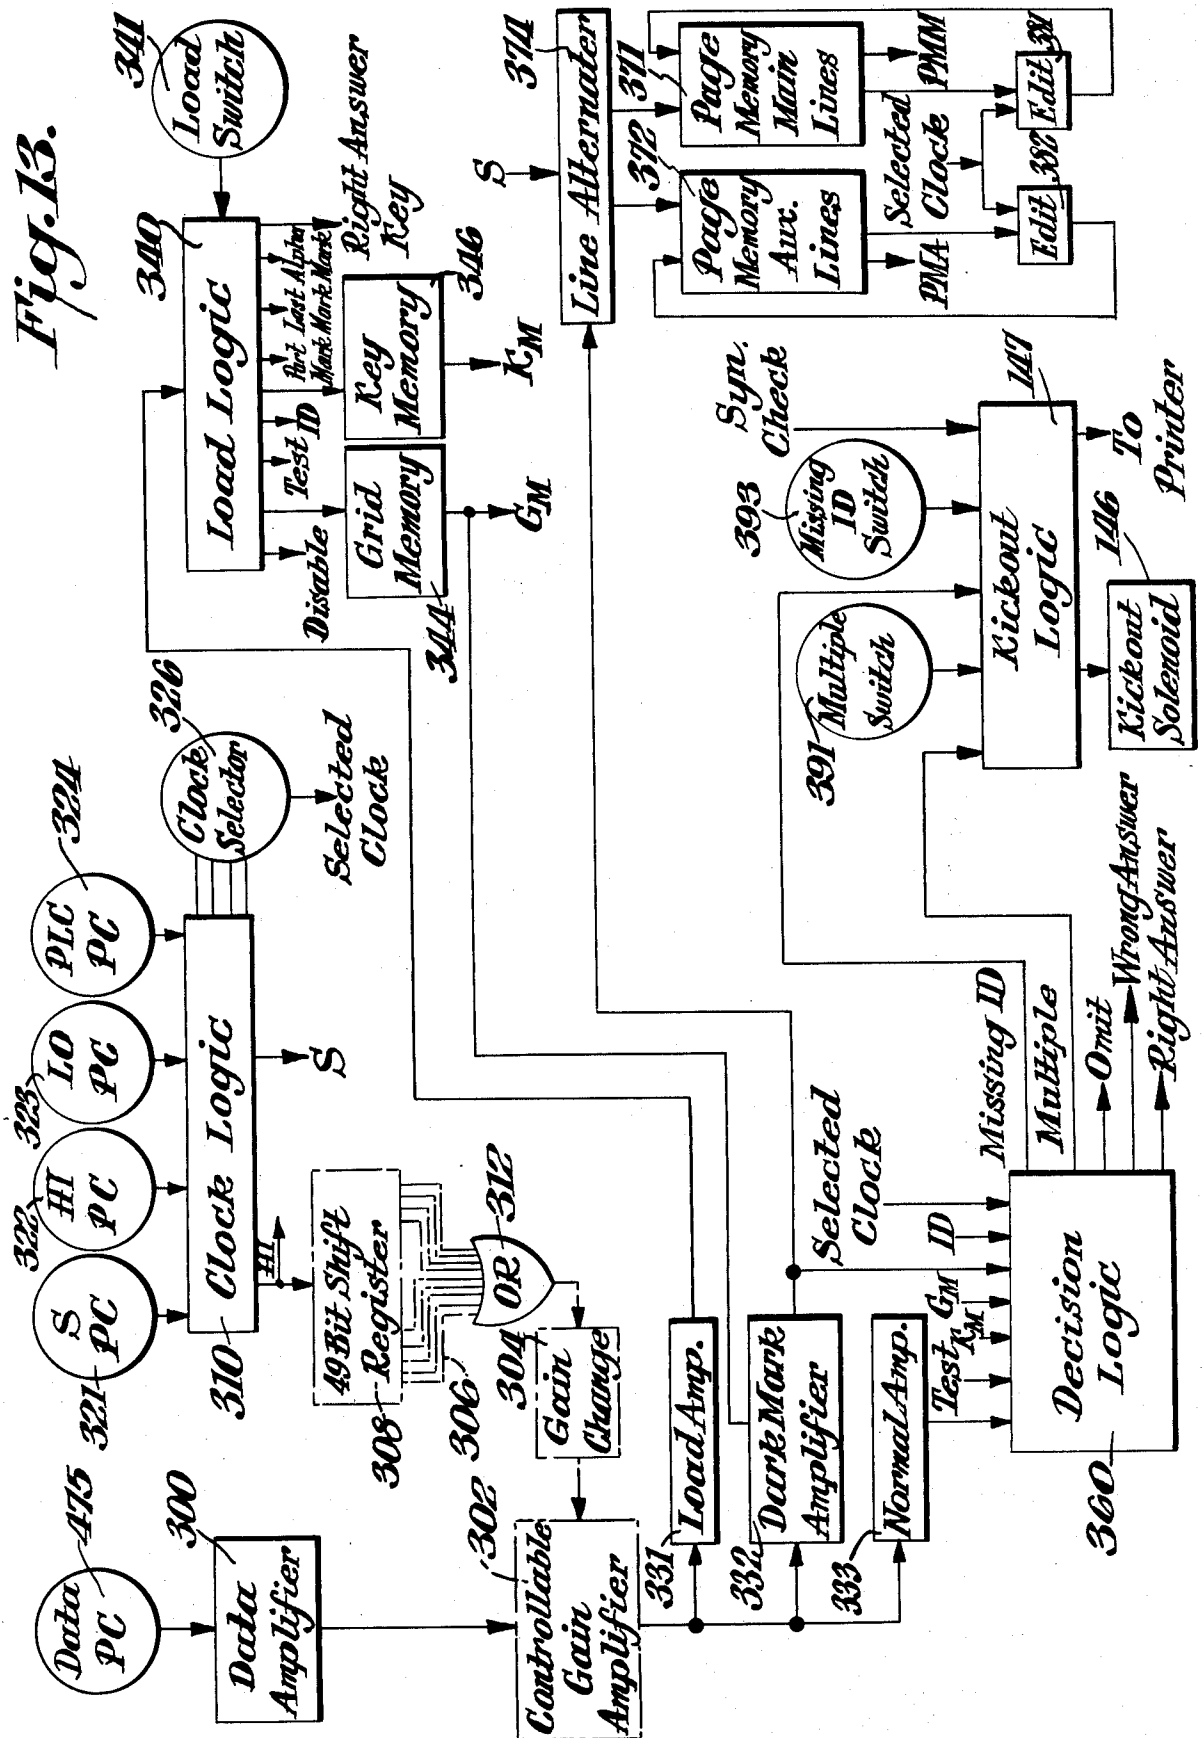 Fig. 13.
Data
PC
475
300
Data
Amplifier
302
Controllable
Gain
Amplifier
S
PC
321
HI
PC
322
LO
PC
323
PLC
PC
324
310
Clock Logic
HI
S
Clock
Selector
326
Selected
Clock
49 Bit Shift
Register
308
306
OR
312
304
Gain
Change
331
Load Amp.
332
Dark Mark
Amplifier
333
Normal Amp.
340
Load Logic
Load
Switch
341
Disable
Test ID
Part
Mark
Last
Mark
Alpha
Mark
Right Answer
Key
Grid
Memory
344
GM
Key
Memory
346
KM
S
Line Alternater
374
372
Page
Memory
Aux.
Lines
371
Page
Memory
Main
Lines
PMA
PMM
Selected
Clock
Edit
382
Edit
381
Test
KM
GM
ID
Selected
Clock
Decision
Logic
360
Missing ID
Multiple
Omit
Wrong Answer
Right Answer
391
Multiple
Switch
393
Missing
ID
Switch
Syn.
Check
Kickout
Logic
147
Kickout
Solenoid
146
To
Printer